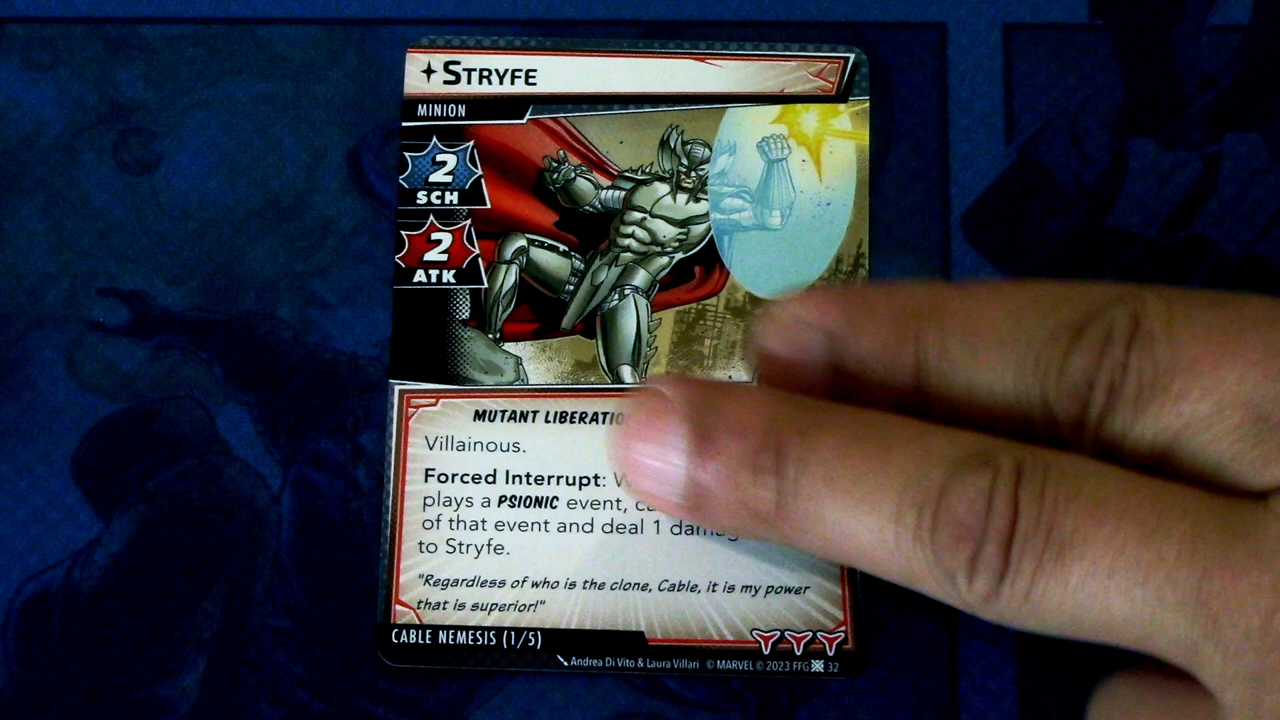 STRYFE
MINION
2
SCH
2
ATK
MUTANT
Villainous.
Forced Interrupt:
plays a PSIONIC event,
of that event and deal 1
to Stryfe.
"Regardless of who is the clone, Cable, it is my power
that is superior!"
CABLE NEMESIS (1/5)
Andrea Di Vito & Laura Villari © MARVEL © 2023 FFG 32